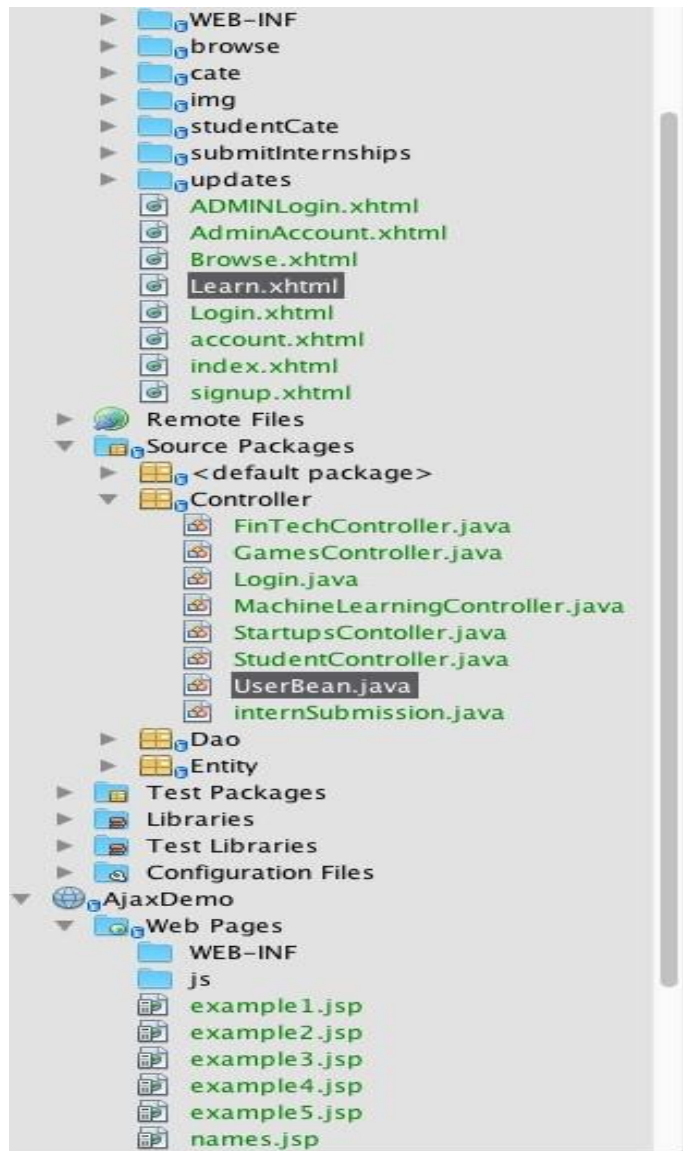 WEB-INF
browse
cate
img
studentCate
submitInternships
updates
ADMINLogin.xhtml
AdminAccount.xhtml
Browse.xhtml
Learn.xhtml
Login.xhtml
account.xhtml
index.xhtml
signup.xhtml
Remote Files
Source Packages
<default package>
Controller
FinTechController.java
GamesController.java
Login.java
MachineLearningController.java
StartupsContoller.java
StudentController.java
UserBean.java
internSubmission.java
Dao
Entity
Test Packages
Libraries
Test Libraries
Configuration Files
AjaxDemo
Web Pages
WEB-INF
js
example1.jsp
example2.jsp
example3.jsp
example4.jsp
example5.jsp
names.jsp